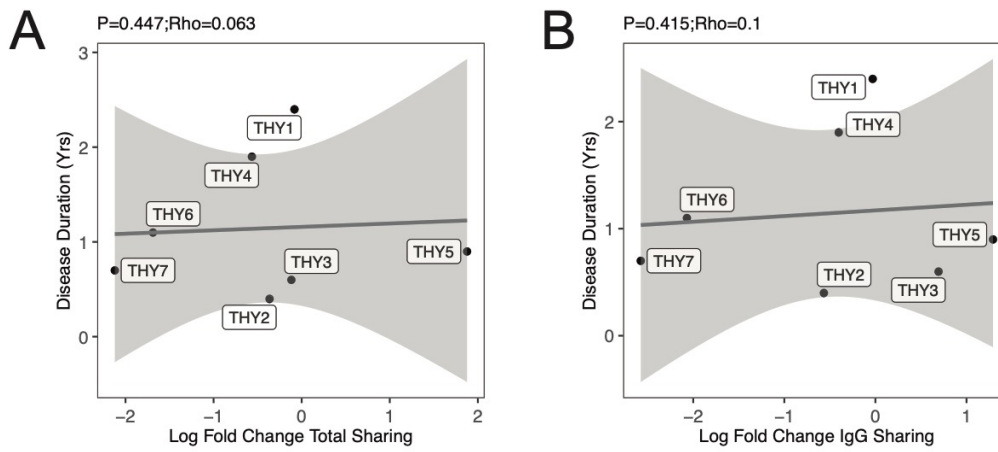 A
P=0.447;Rho=0.063
Disease Duration (Yrs)
3
2
1
0
THY1
THY4
THY6
THY7
THY3
THY5
THY2
−2
−1
0
1
2
Log Fold Change Total Sharing
B
P=0.415;Rho=0.1
Disease Duration (Yrs)
2
1
0
THY1
THY4
THY6
THY5
THY7
THY2
THY3
−2
−1
0
1
Log Fold Change IgG Sharing